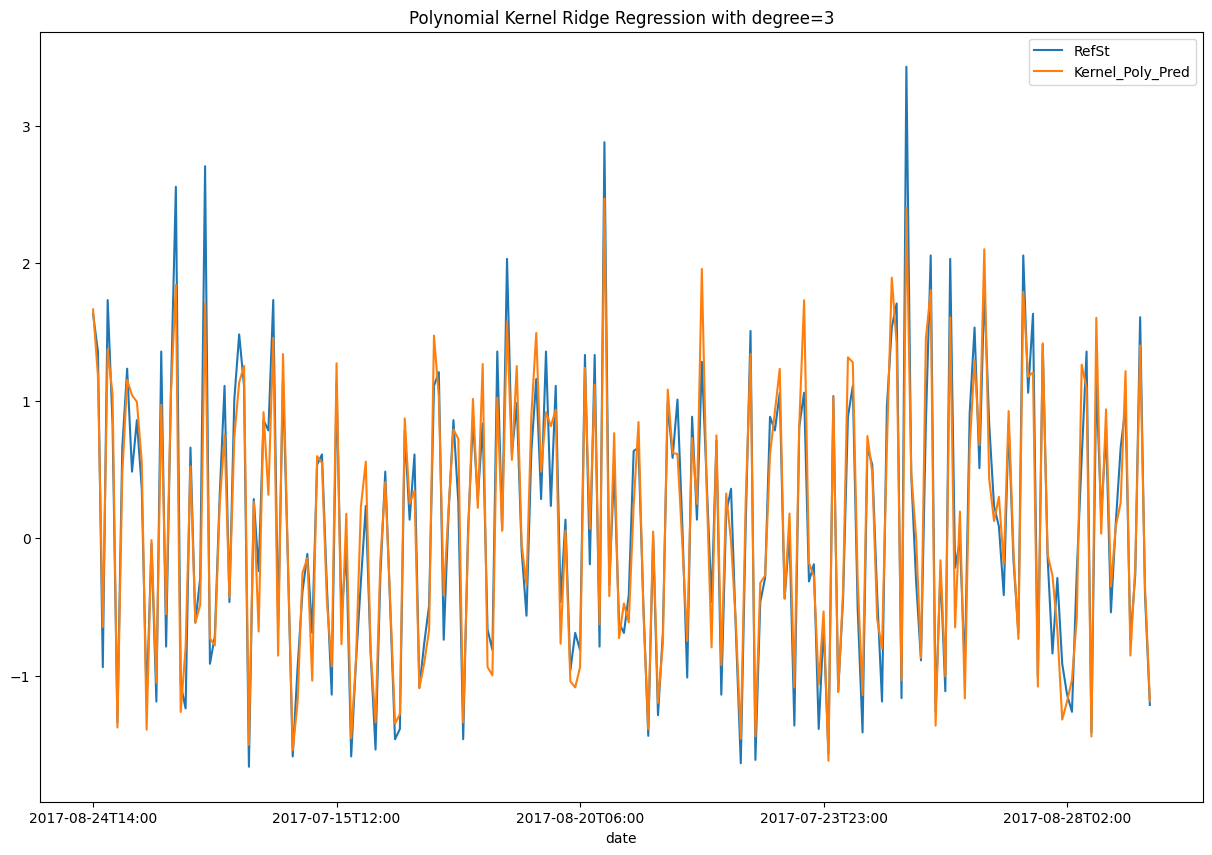 Polynomial Kernel Ridge Regression with degree=3
RefSt
Kernel_Poly_Pred
3
2
1
0
−1
2017-08-24T14:00
2017-07-15T12:00
2017-08-20T06:00
2017-07-23T23:00
2017-08-28T02:00
date